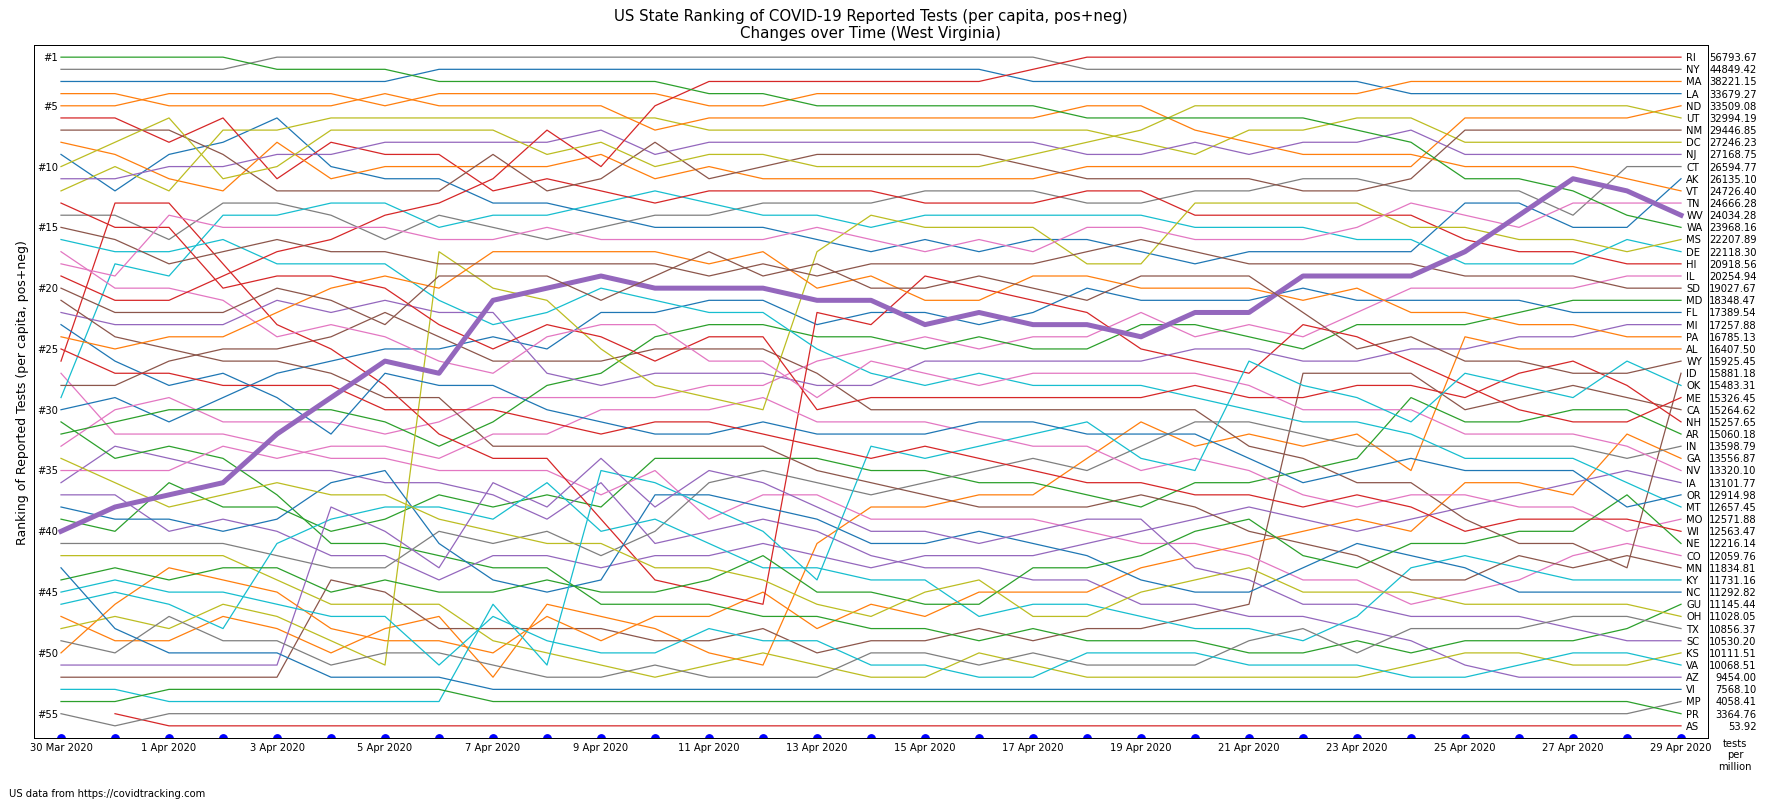 US State Ranking of COVID-19 Reported Tests (per capita, pos+neg)
Changes over Time (West Virginia)
Ranking of Reported Tests (per capita, pos+neg)
#1
#5
#10
#15
#20
#25
#30
#35
#40
#45
#50
#55
RI 56793.67
NY 44849.42
MA 38221.15
LA 33679.27
ND 33509.08
UT 32994.19
NM 29446.85
DC 27246.23
NJ 27168.75
CT 26594.77
AK 26135.10
VT 24726.40
TN 24666.28
WV 24034.28
WA 23968.16
MS 22207.89
DE 22118.30
HI 20918.56
IL 20254.94
SD 19027.67
MD 18348.47
FL 17389.54
MI 17257.88
PA 16785.13
AL 16407.50
WY 15925.45
ID 15881.18
OK 15483.31
ME 15326.45
CA 15264.62
NH 15257.65
AR 15060.18
IN 13598.79
GA 13556.87
NV 13320.10
IA 13101.77
OR 12914.98
MT 12657.45
MO 12571.88
WI 12563.47
NE 12216.14
CO 12059.76
MN 11834.81
KY 11731.16
NC 11292.82
GU 11145.44
OH 11028.05
TX 10856.37
SC 10530.20
KS 10111.51
VA 10068.51
AZ 9454.00
VI 7568.10
MP 4058.41
PR 3364.76
AS 53.92
30 Mar 2020
1 Apr 2020
3 Apr 2020
5 Apr 2020
7 Apr 2020
9 Apr 2020
11 Apr 2020
13 Apr 2020
15 Apr 2020
17 Apr 2020
19 Apr 2020
21 Apr 2020
23 Apr 2020
25 Apr 2020
27 Apr 2020
29 Apr 2020
tests
per
million
US data from https://covidtracking.com